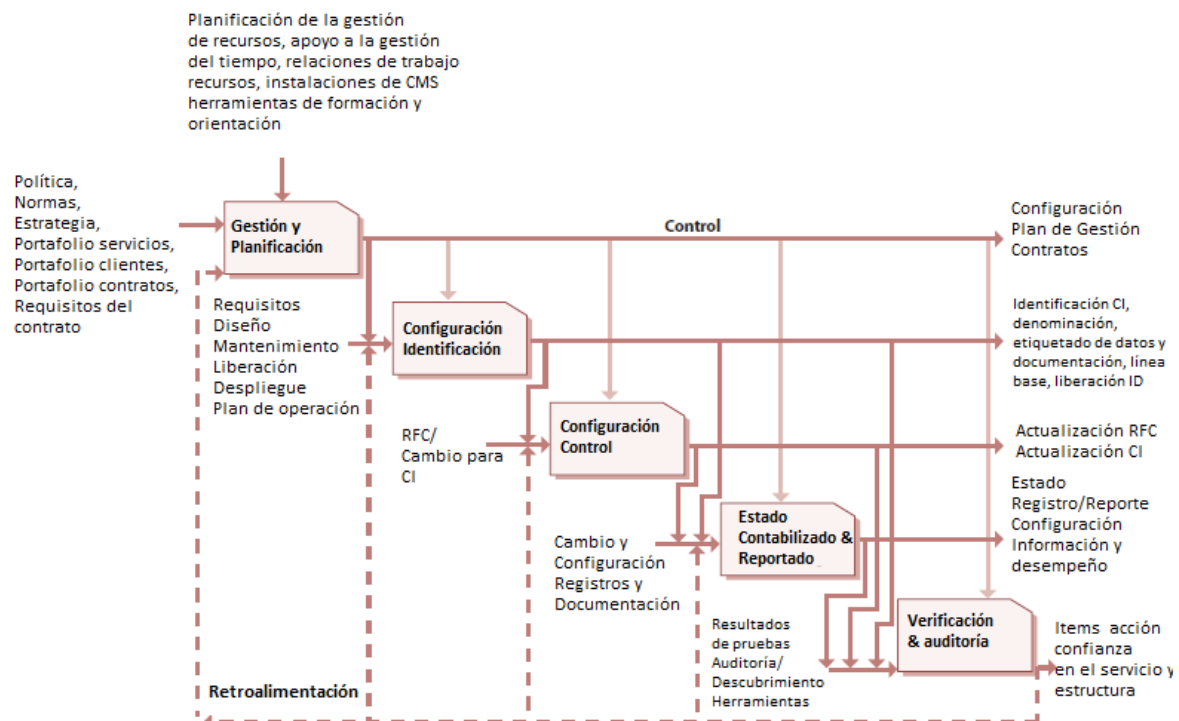 Planificación de la gestión
de recursos, apoyo a la gestión
del tiempo, relaciones de trabajo
recursos, instalaciones de CMS
herramientas de formación y
orientación
Política,
Normas,
Estrategia,
Portafolio servicios,
Portafolio clientes,
Portafolio contratos,
Requisitos del
contrato
Gestión y
Planificación
Control
Configuración
Plan de Gestión
Contratos
Requisitos
Diseño
Mantenimiento
Liberación
Despliegue
Plan de operación
Configuración
Identificación
Identificación CI,
denominación,
etiquetado de datos y
documentación, línea
base, liberación ID
RFC/
Cambio para
CI
Configuración
Control
Actualización RFC
Actualización CI
Cambio y
Configuración
Registros y
Documentación
Estado
Contabilizado &
Reportado
Estado
Registro/Reporte
Configuración
Información y
desempeño
Resultados
de pruebas
Auditoría/
Descubrimiento
Herramientas
Verificación
& auditoría
Items acción
confianza
en el servicio y
estructura
Retroalimentación